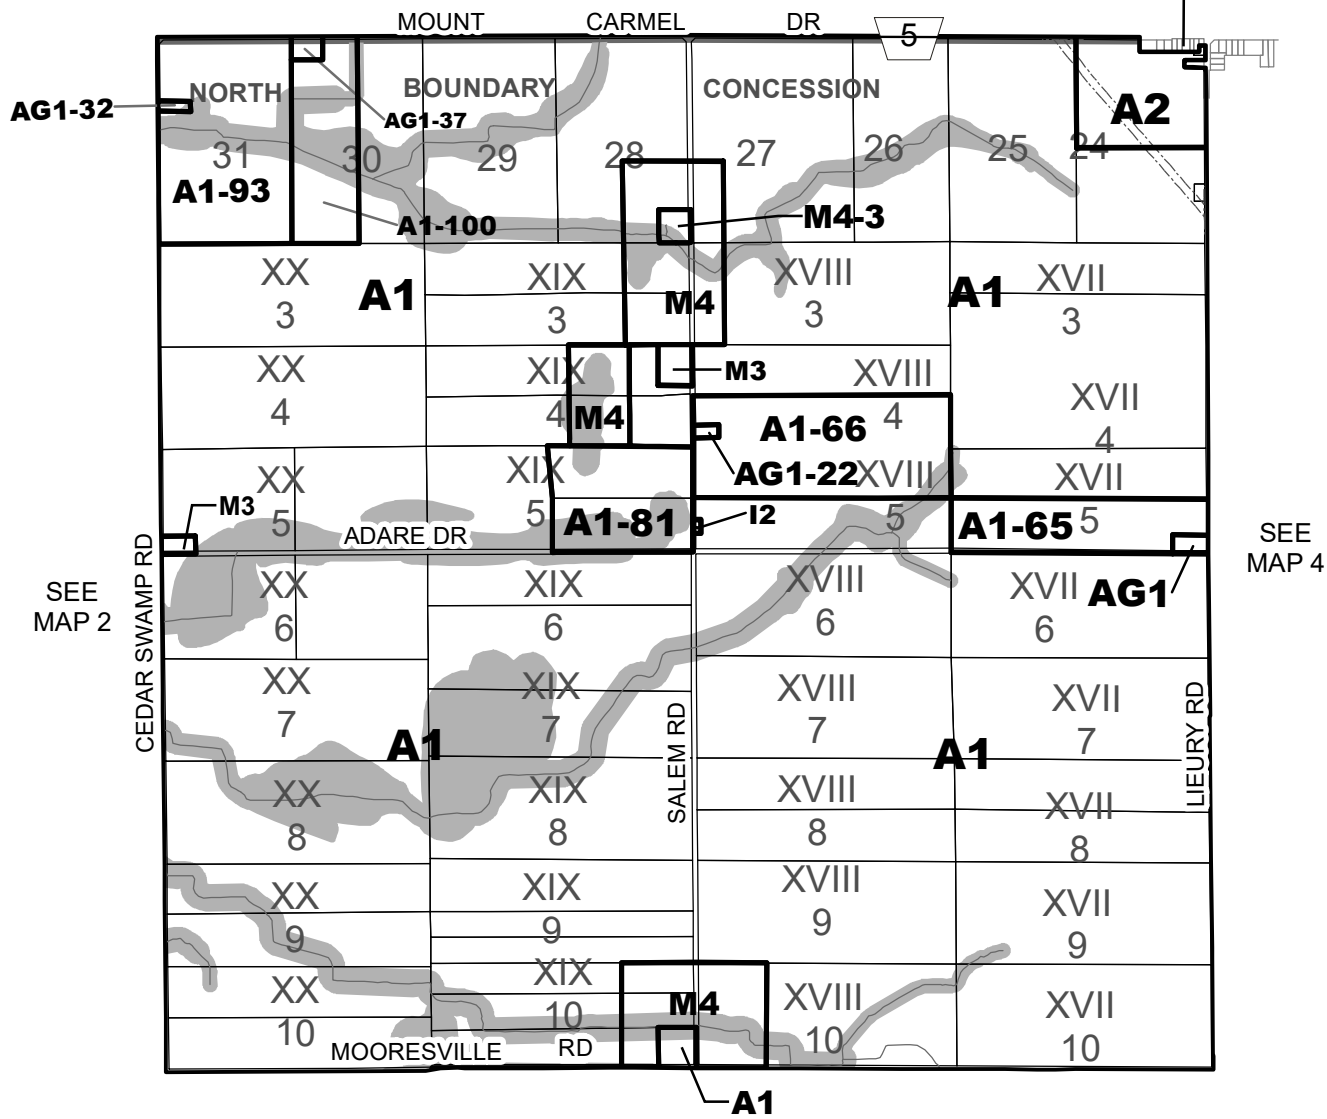 MOUNT CARMEL DR
5
NORTH BOUNDARY CONCESSION
AG1-32
AG1-37
A2
31 30 29 28 27 26 25 24
A1-93
A1-100
M4-3
XX
3
A1
XIX
3
M4
XVIII
3
A1
XVII
3
XX
4
XIX
4
M4
M3
XVIII
4
A1-66
XVII
4
AG1-22
XX
5
M3
XIX
5
A1-81
I2
XVIII
5
XVII
5
A1-65
ADARE DR
SEE
MAP 4
SEE
MAP 2
CEDAR SWAMP RD
AG1
XX
6
XIX
6
XVIII
6
XVII
6
XX
7
XIX
7
XVIII
7
XVII
7
A1
A1
SALEM RD
LIEURY RD
XX
8
XIX
8
XVIII
8
XVII
8
XX
9
XIX
9
XVIII
9
XVII
9
XX
10
XIX
10
M4
XVIII
10
XVII
10
MOORESVILLE RD
A1